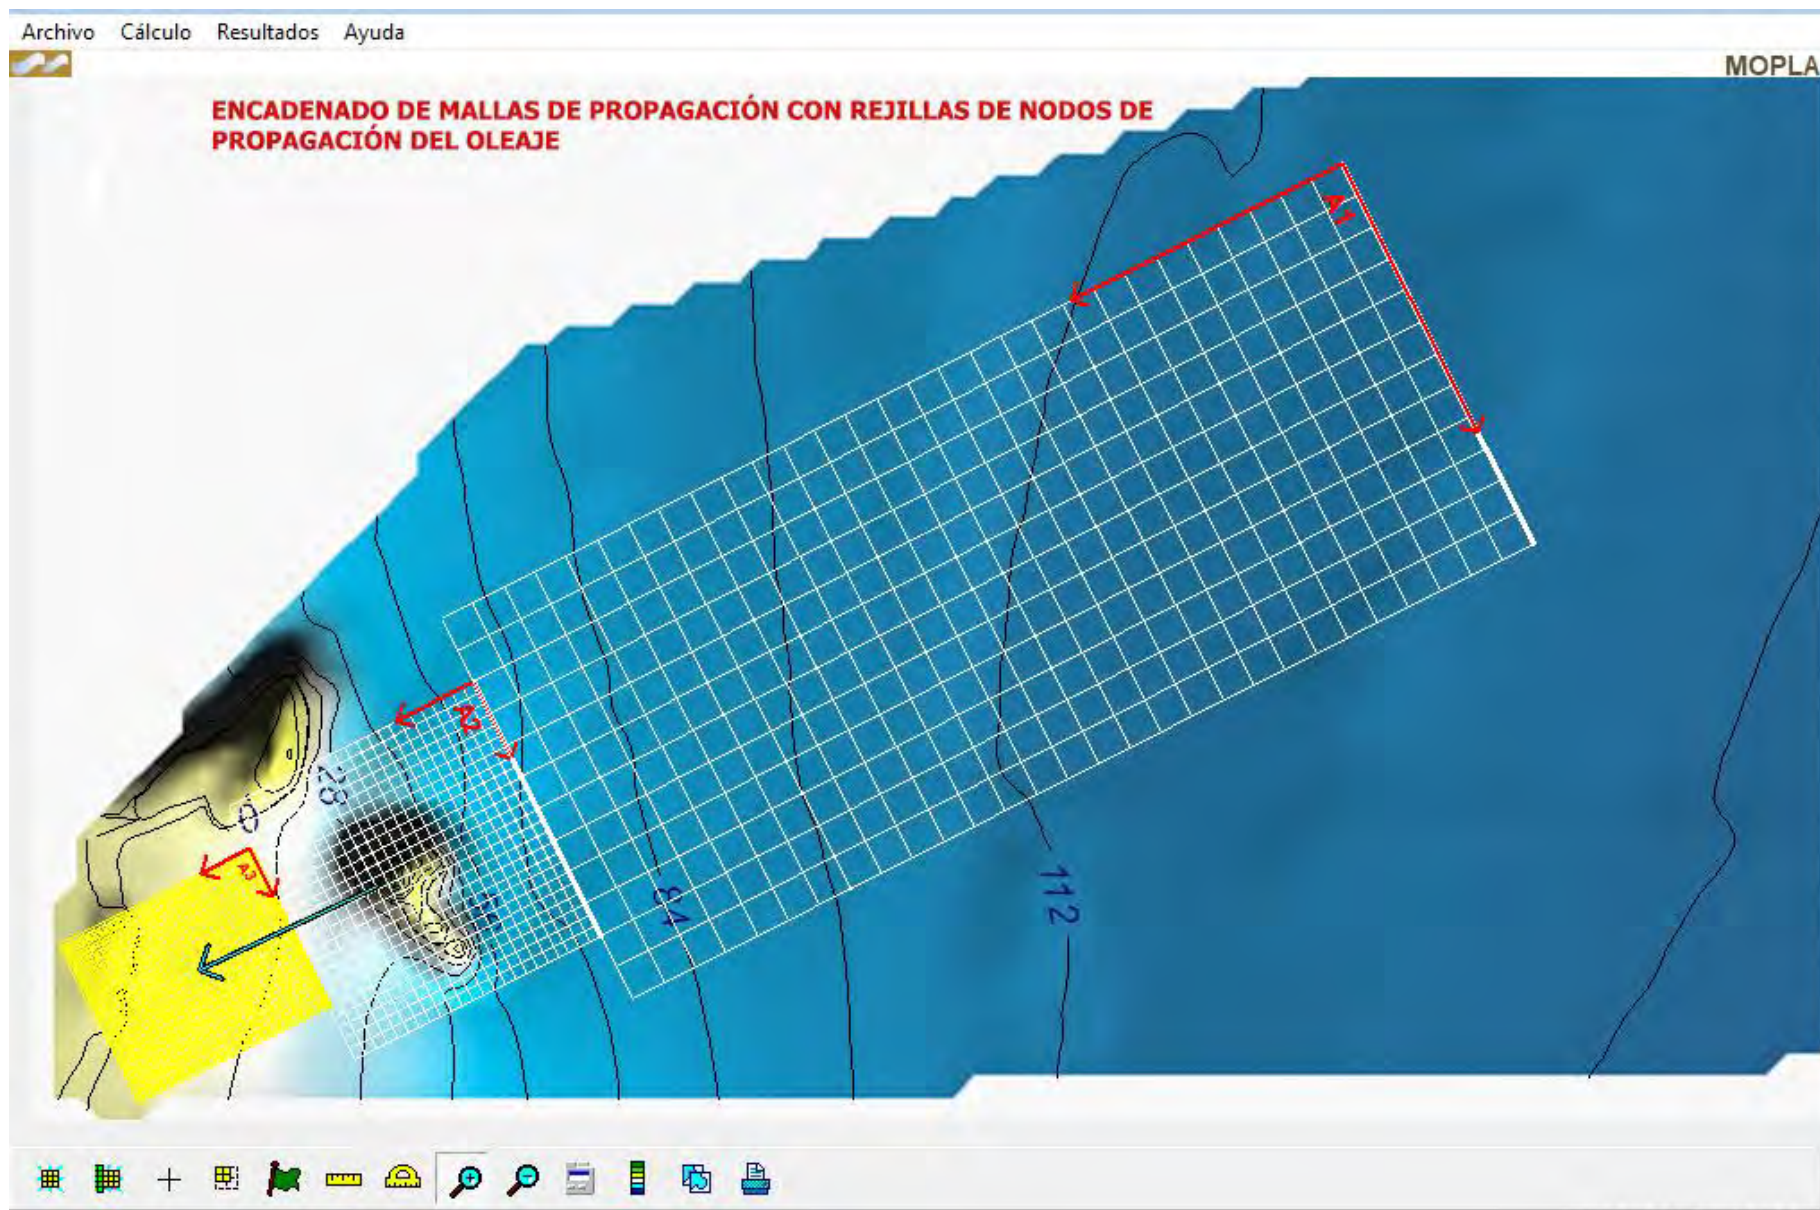 Archivo Cálculo Resultados Ayuda
MOPLA
ENCADENADO DE MALLAS DE PROPAGACIÓN CON REJILLAS DE NODOS DE
PROPAGACIÓN DEL OLEAJE
A1
A2
28
0
A3
84
112